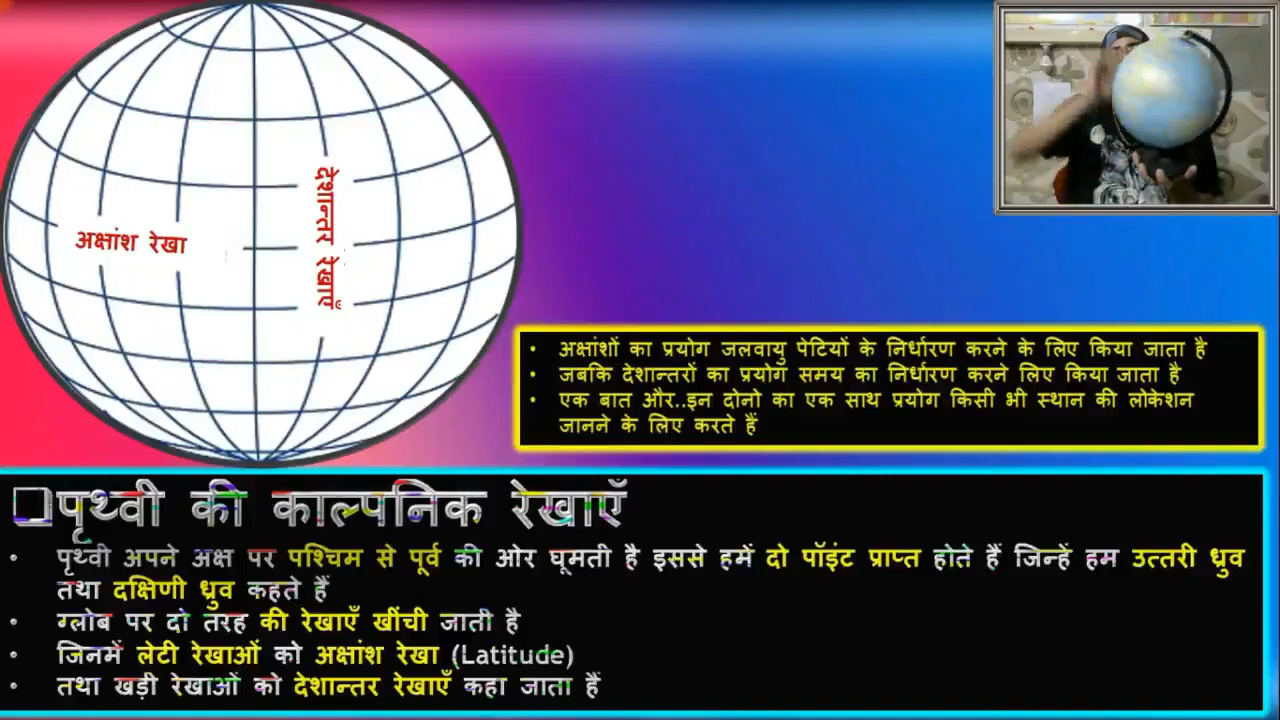 अक्षांश रेखा
देशान्तर रेखाएँ
अक्षांशों का प्रयोग जलवायु पेटियों के निर्धारण करने के लिए किया जाता है
जबकि देशान्तरों का प्रयोग समय का निर्धारण करने लिए किया जाता है
एक बात और..इन दोनो का एक साथ प्रयोग किसी भी स्थान की लोकेशन
जानने के लिए करते हैं
पृथ्वी की काल्पनिक रेखाएँ
पृथ्वी अपने अक्ष पर पश्चिम से पूर्व की ओर घूमती है इससे हमें दो पॉइंट प्राप्त होते हैं जिन्हें हम उत्तरी ध्रुव
तथा दक्षिणी ध्रुव कहते हैं
ग्लोब पर दो तरह की रेखाएँ खींची जाती है
जिनमें लेटी रेखाओं को अक्षांश रेखा (Latitude)
तथा खड़ी रेखाओं को देशान्तर रेखाएँ कहा जाता हैं